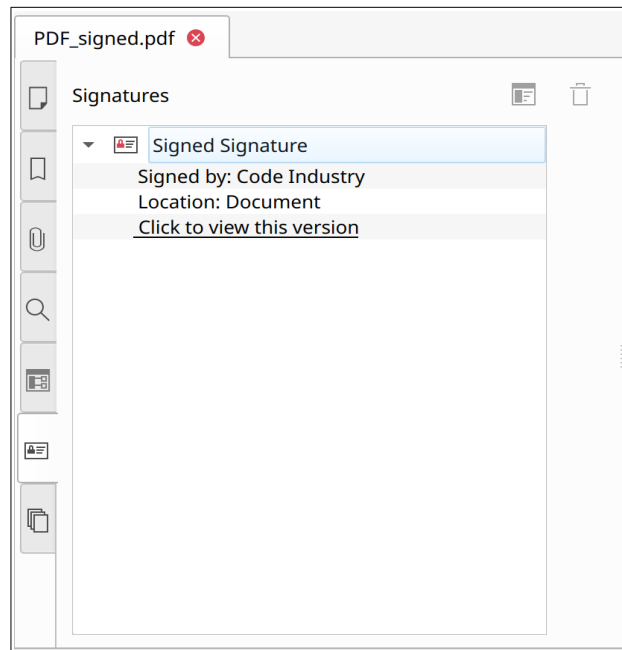 PDF_signed.pdf
Signatures
Signed Signature
Signed by: Code Industry
Location: Document
Click to view this version